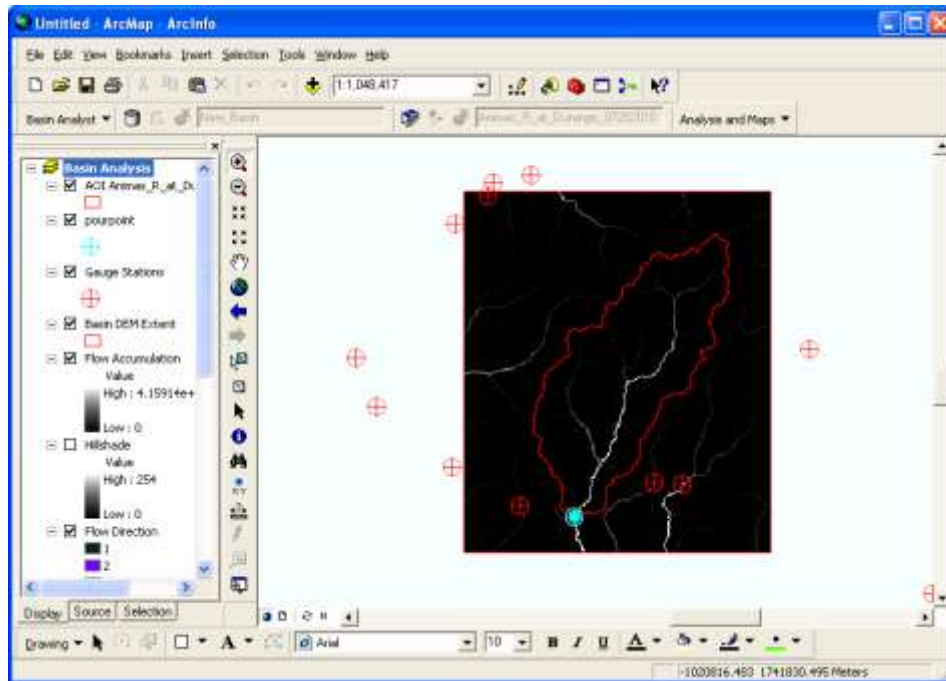 Untitled - ArcMap - ArcInfo
File Edit View Bookmarks Insert Selection Tools Window Help
1:1,048,417
Basin Analyst New_Basin Animas_R_at_Durango_ Analysis and Maps
Basin Analysis
AOI Animas_R_at_Du
pourpoint
Gauge Stations
Basin DEM Extent
Flow Accumulation
Value
High : 4.15914e+
Low : 0
Hillshade
Value
High : 254
Low : 0
Flow Direction
1
2
Display Source Selection
Drawing A Arial 10 B I U A
-1020816.483 1741830.495 Meters